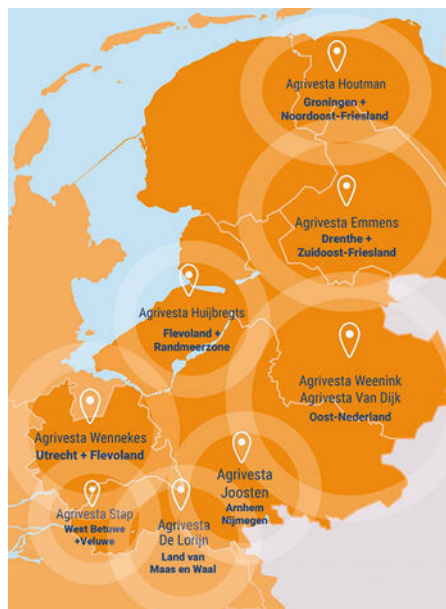 Agrivesta Houtman
Groningen +
Noordoost-Friesland
Agrivesta Emmens
Drenthe +
Zuidoost-Friesland
Agrivesta Huijbregts
Flevoland +
Randmeerzone
Agrivesta Weenink
Agrivesta Van Dijk
Oost-Nederland
Agrivesta Wennekes
Utrecht + Flevoland
Agrivesta
Joosten
Arnhem
Nijmegen
Agrivesta Stap
West Betuwe
+Veluwe
Agrivesta
De Lorijn
Land van
Maas en Waal